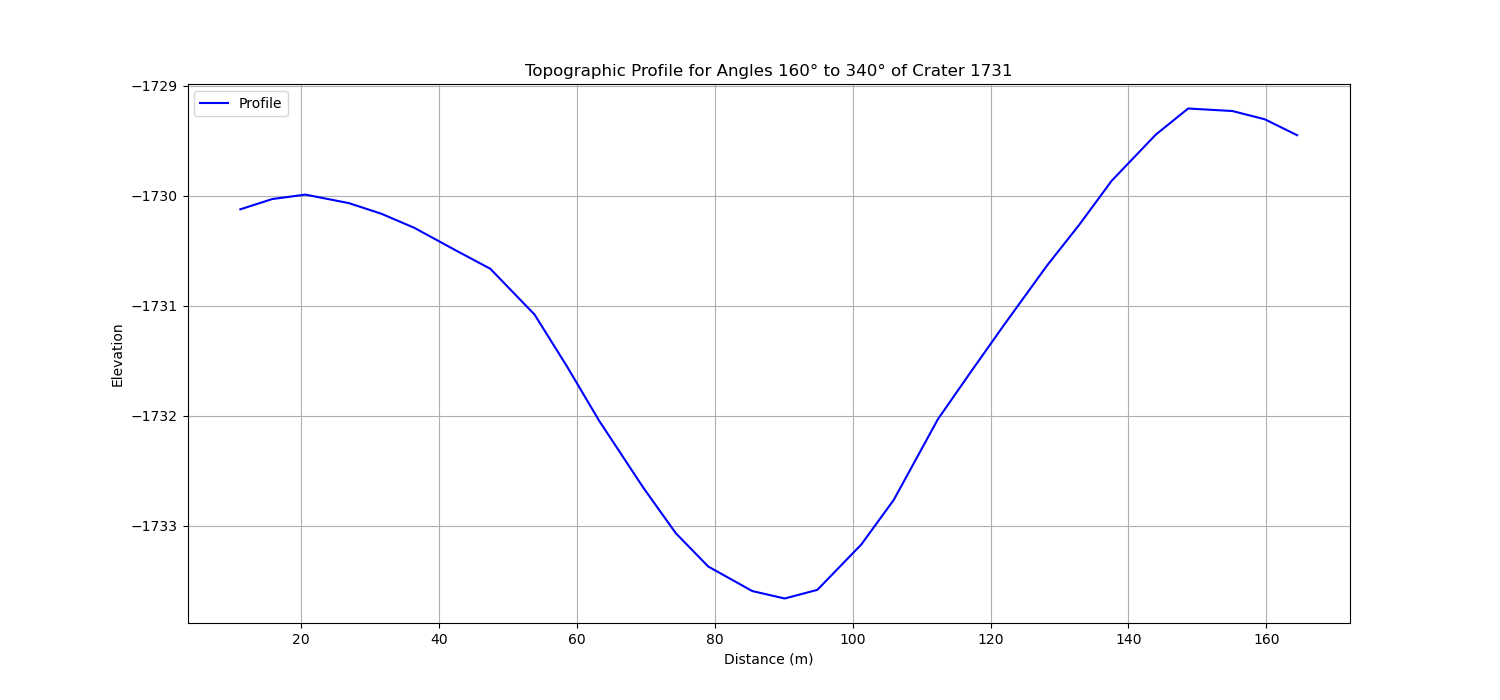 Topographic Profile for Angles 160° to 340° of Crater 1731
Profile
−1729
−1730
−1731
−1732
−1733
Elevation
20 40 60 80 100 120 140 160
Distance (m)